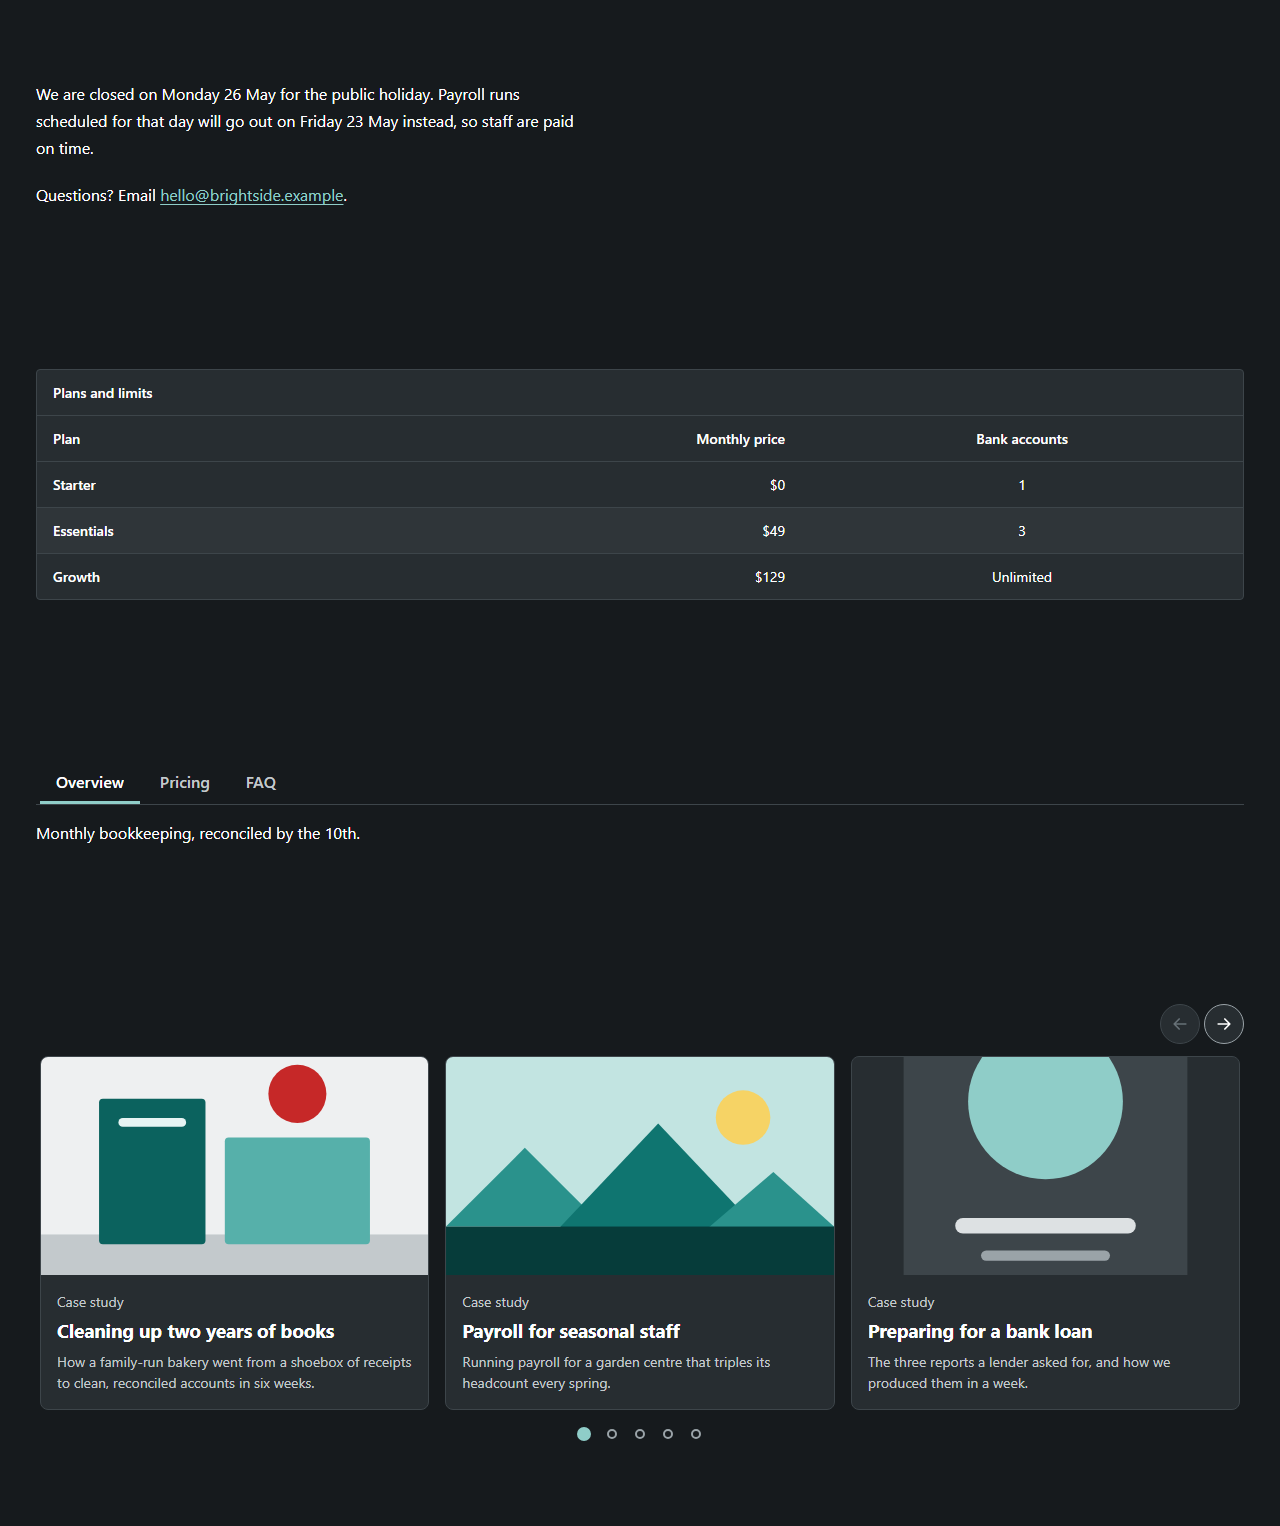 We are closed on Monday 26 May for the public holiday. Payroll runs
scheduled for that day will go out on Friday 23 May instead, so staff are paid
on time.
Questions? Email hello@brightside.example.
Plans and limits
Plan Monthly price Bank accounts
Starter $0 1
Essentials $49 3
Growth $129 Unlimited
Overview Pricing FAQ
Monthly bookkeeping, reconciled by the 10th.
Case study
Cleaning up two years of books
How a family-run bakery went from a shoebox of receipts
to clean, reconciled accounts in six weeks.
Case study
Payroll for seasonal staff
Running payroll for a garden centre that triples its
headcount every spring.
Case study
Preparing for a bank loan
The three reports a lender asked for, and how we
produced them in a week.